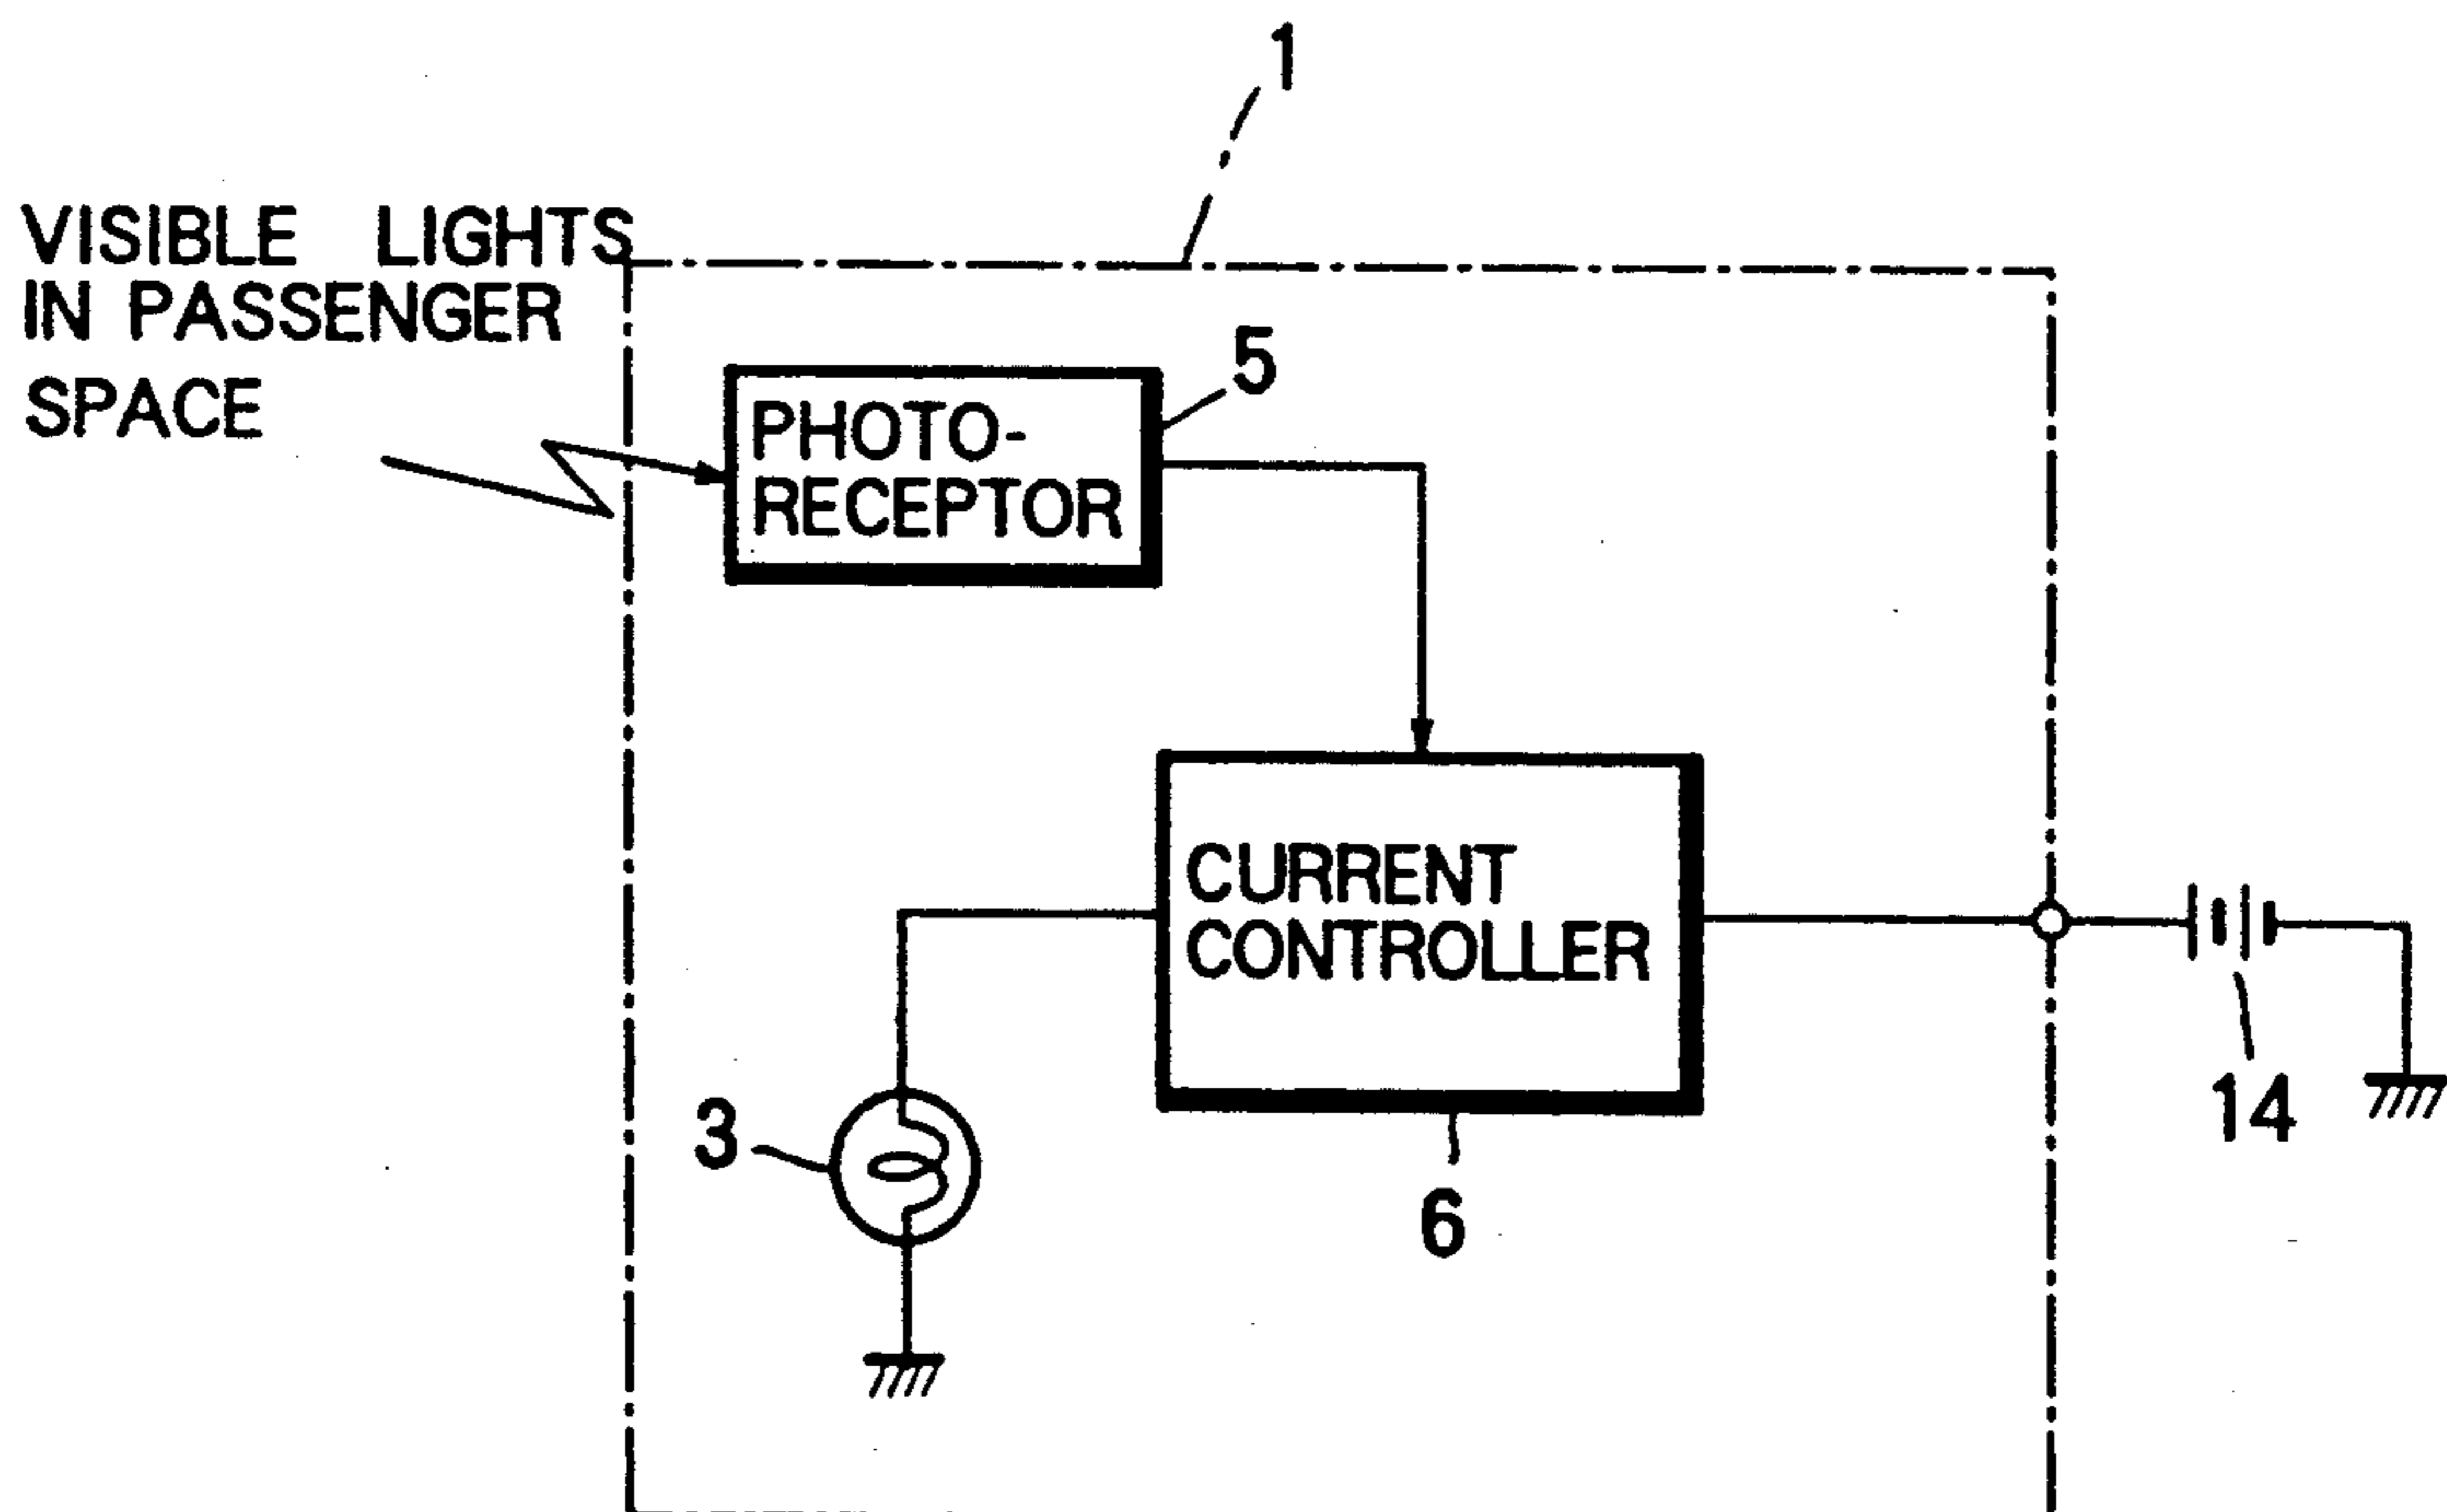 1
VISIBLE LIGHTS
IN PASSENGER
SPACE
5
PHOTO-
RECEPTOR
CURRENT
CONTROLLER
3
14
6